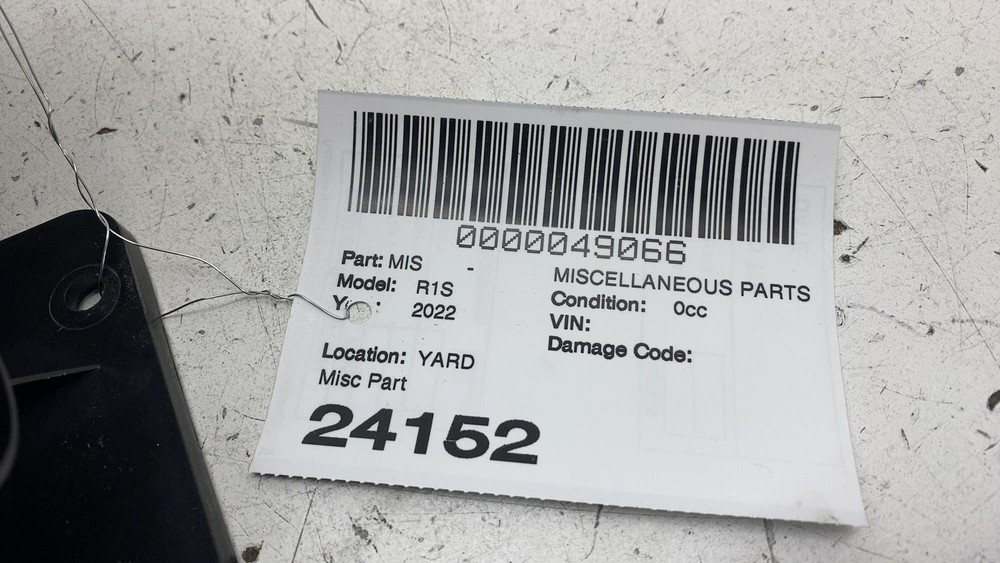 0000049066
Part: MIS -
MISCELLANEOUS PARTS
Model: R1S
Condition: 0cc
2022
VIN:
Damage Code:
Location: YARD
Misc Part
24152